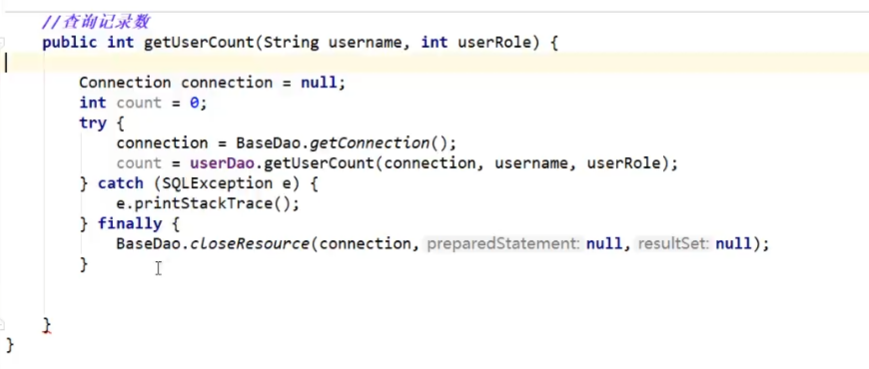 //查询记录数
public int getUserCount(String username, int userRole) {
Connection connection = null;
int count = 0;
try {
connection = BaseDao.getConnection();
count = userDao.getUserCount(connection, username, userRole);
} catch (SQLException e) {
e.printStackTrace();
} finally {
BaseDao.closeResource(connection, preparedStatement: null, resultSet: null);
}
}
}